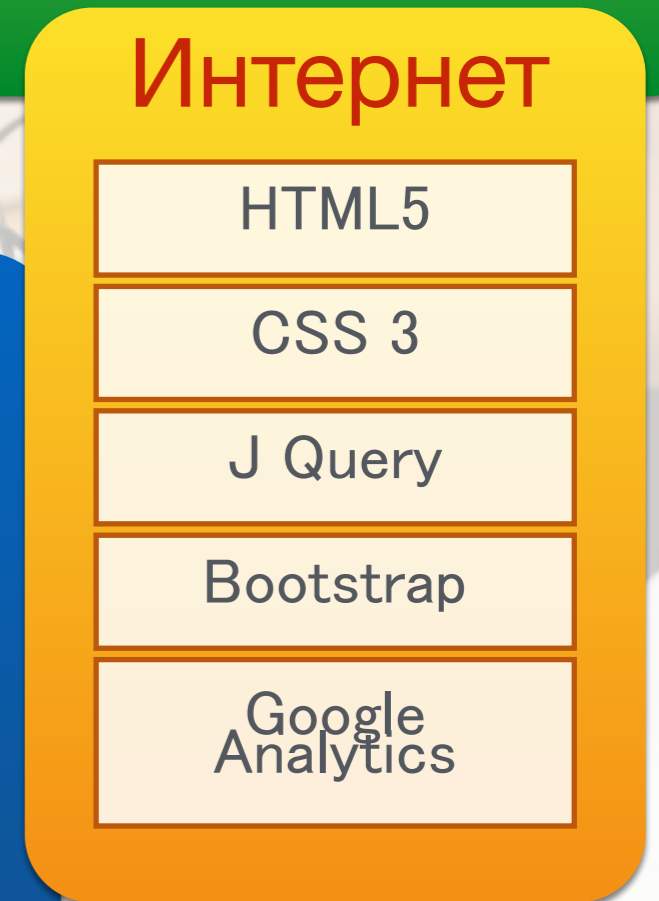 Интернет
HTML5
CSS 3
J Query
Bootstrap
Google
Analytics